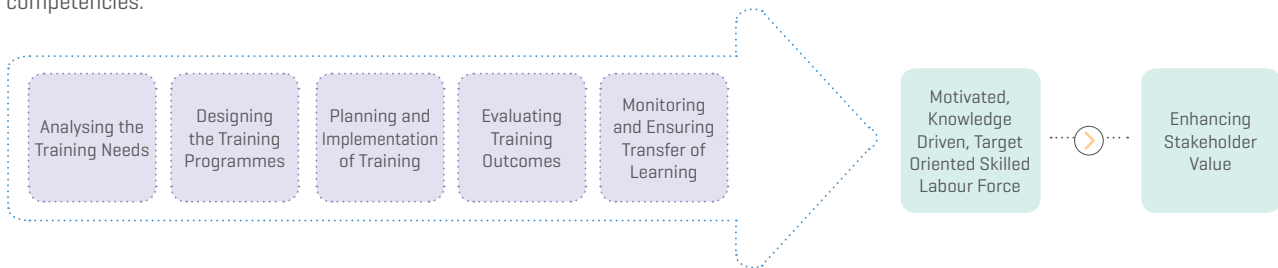 competencies.
Analysing the
Training Needs
Designing
the Training
Programmes
Planning and
Implementation
of Training
Evaluating
Training
Outcomes
Monitoring
and Ensuring
Transfer of
Learning
Motivated,
Knowledge
Driven, Target
Oriented Skilled
Labour Force
Enhancing
Stakeholder
Value